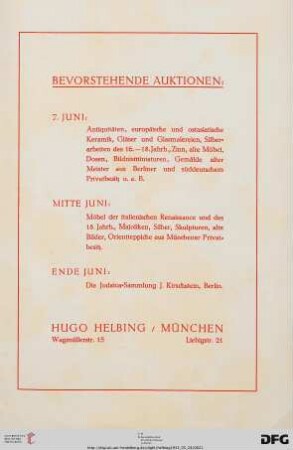 BEVORSTEHENDE AUKTIONEN:
7. JUNI:
Antiquitäten, europäische und ostasiatische
Keramik, Gläser und Glasmalereien, Silber-
arbeiten des 16.—18. Jahrh., Zinn, alte Möbel,
Dosen, Bildnisminiaturen, Gemälde alter
Meister aus Berliner und süddeutschem
Privatbesitz u. a. B.
MITTE JUNI:
Möbel der italienischen Renaissance und des
18. Jahrh., Majoliken, Silber, Skulpturen, alte
Bilder, Orientteppiche aus Münchener Privat-
besitz.
ENDE JUNI:
Die Judaica-Sammlung J. Kirschstein, Berlin.
HUGO HELBING / MÜNCHEN
Wagmüllerstr. 15 Liebigstr. 21
DFG